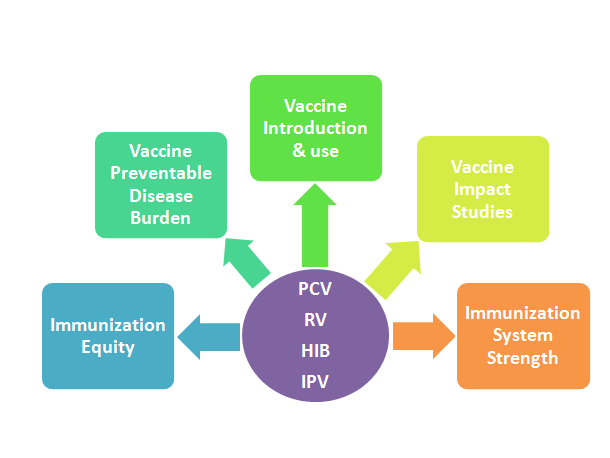 Vaccine
Introduction
& use
Vaccine
Preventable
Disease
Burden
Vaccine
Impact
Studies
Immunization
Equity
PCV
RV
HIB
IPV
Immunization
System
Strength